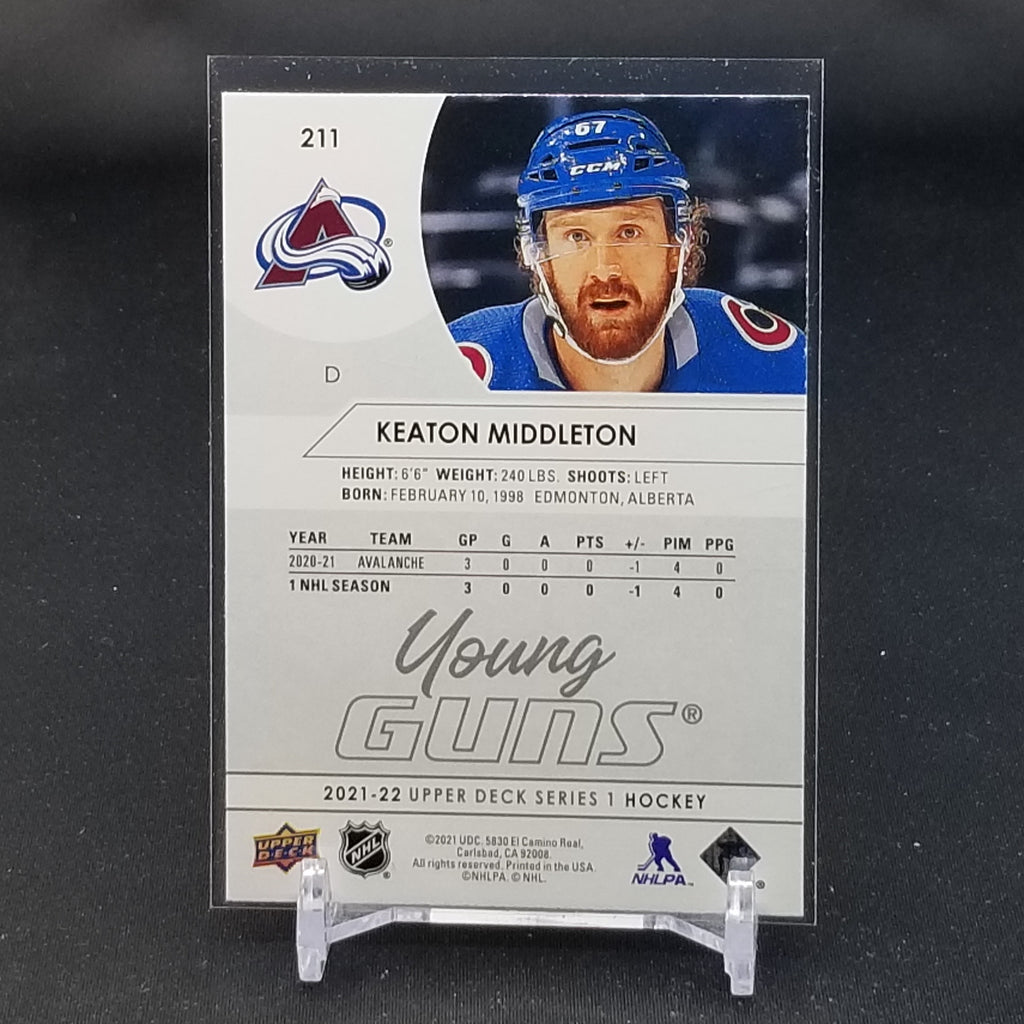 211
67
CCM
D
KEATON MIDDLETON
HEIGHT: 6'6" WEIGHT: 240 LBS. SHOOTS: LEFT
BORN: FEBRUARY 10, 1998 EDMONTON, ALBERTA
YEAR TEAM GP G A PTS +/- PIM PPG
2020-21 AVALANCHE 3 0 0 0 -1 4 0
1 NHL SEASON 3 0 0 0 -1 4 0
Young
GUNS®
2021-22 UPPER DECK SERIES 1 HOCKEY
UPPER
DECK
NHL
©2021 UDC. 5830 El Camino Real,
Carlsbad, CA 92008.
All rights reserved. Printed in the USA.
©NHLPA. © NHL.
NHLPA